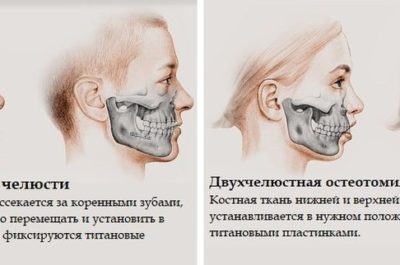 челюсти
ссекается за коренными зубами,
о перемещать и установить в
фиксируются титановые
Двухчелюстная остеотоми
Костная ткань нижней и верхней
устанавливается в нужном полож
титановыми пластинками.